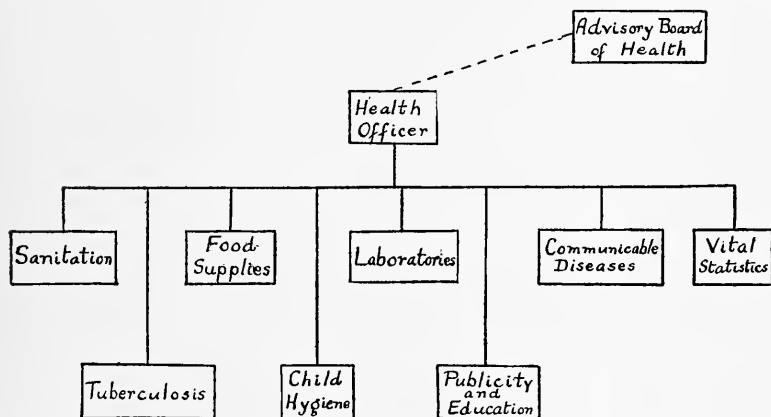 Advisory Board
of Health
Health
Officer
Sanitation
Food
Supplies
Laboratories
Communicable
Diseases
Vital
Statistics
Tuberculosis
Child
Hygiene
Publicity
and
Education